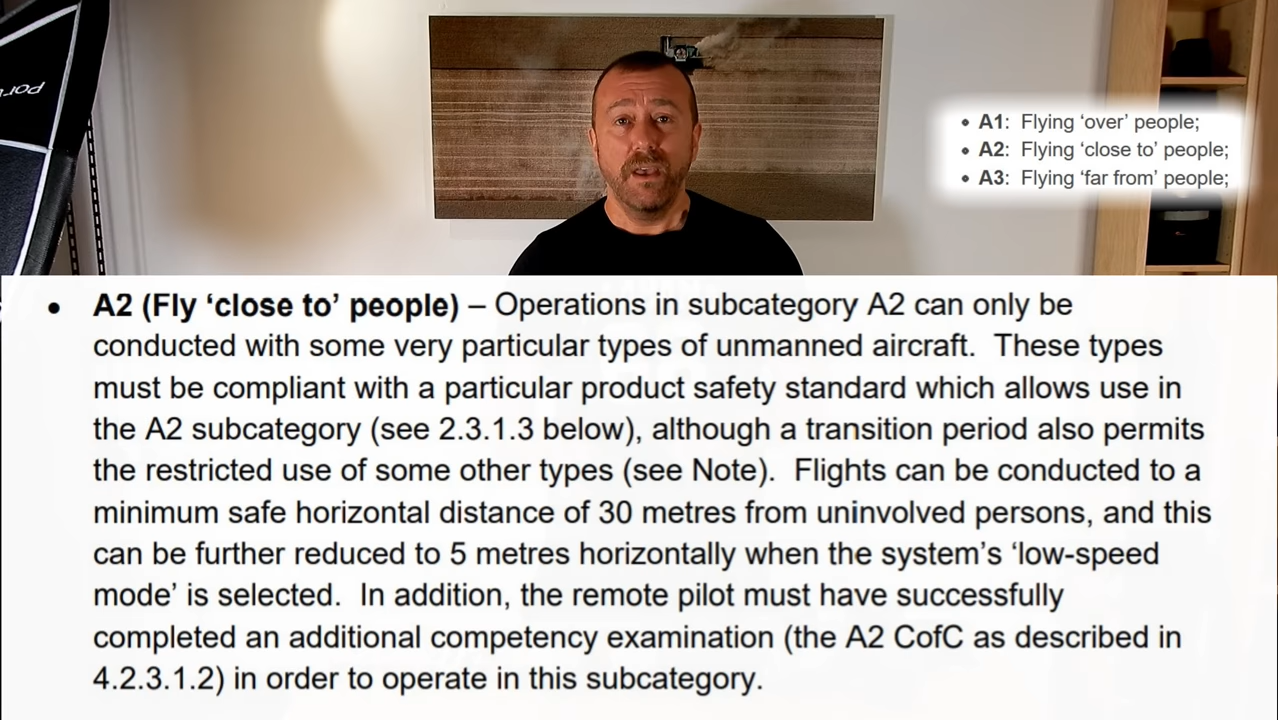 • A1: Flying ‘over’ people;
• A2: Flying ‘close to’ people;
• A3: Flying ‘far from’ people;
• A2 (Fly ‘close to’ people) – Operations in subcategory A2 can only be
conducted with some very particular types of unmanned aircraft. These types
must be compliant with a particular product safety standard which allows use in
the A2 subcategory (see 2.3.1.3 below), although a transition period also permits
the restricted use of some other types (see Note). Flights can be conducted to a
minimum safe horizontal distance of 30 metres from uninvolved persons, and this
can be further reduced to 5 metres horizontally when the system’s ‘low-speed
mode’ is selected. In addition, the remote pilot must have successfully
completed an additional competency examination (the A2 CofC as described in
4.2.3.1.2) in order to operate in this subcategory.